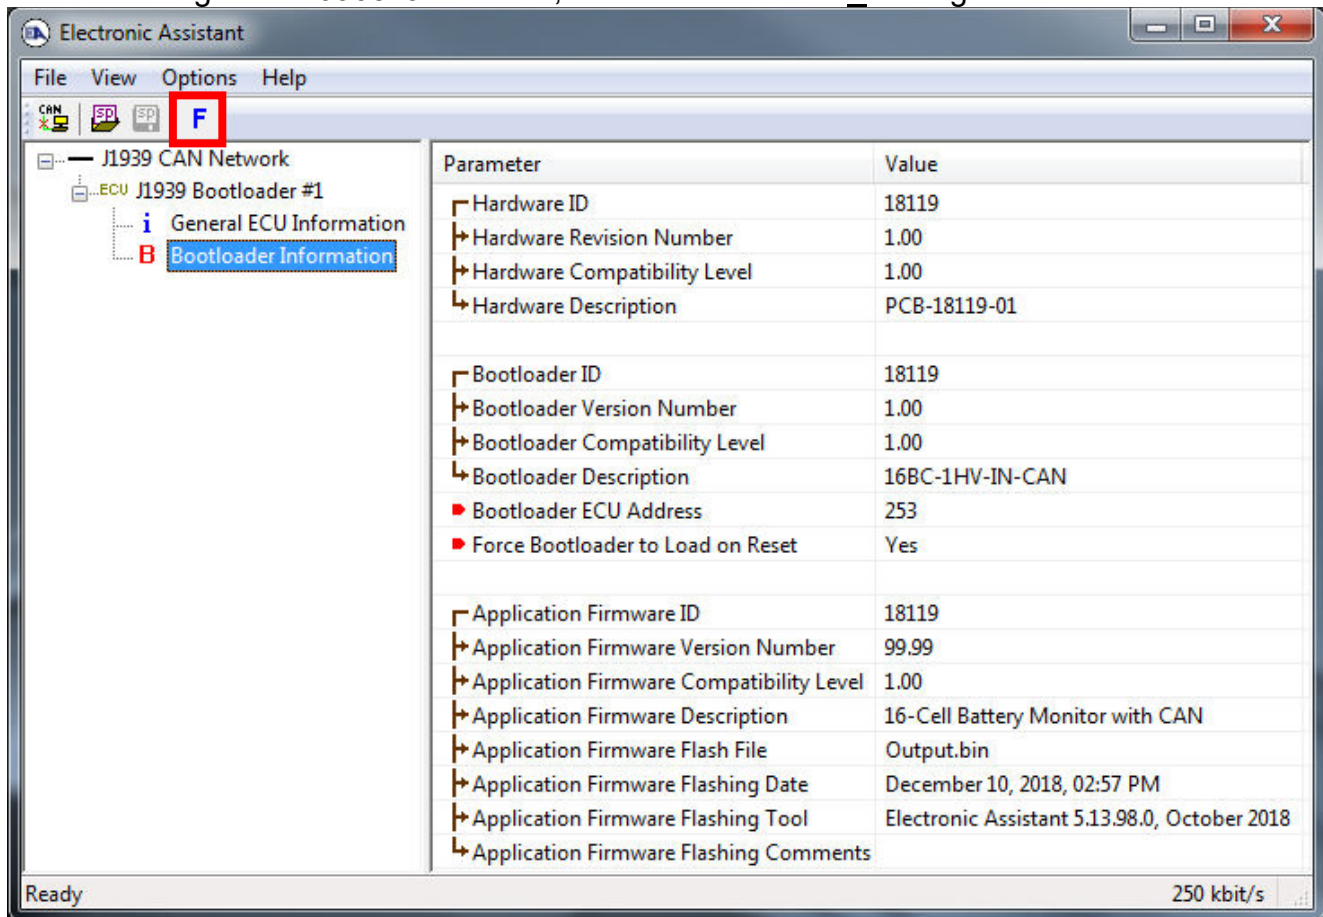 Electronic Assistant
File View Options Help
CAN SP SP F
J1939 CAN Network
ECU J1939 Bootloader #1
i General ECU Information
B Bootloader Information
Parameter Value
Hardware ID 18119
Hardware Revision Number 1.00
Hardware Compatibility Level 1.00
Hardware Description PCB-18119-01
Bootloader ID 18119
Bootloader Version Number 1.00
Bootloader Compatibility Level 1.00
Bootloader Description 16BC-1HV-IN-CAN
Bootloader ECU Address 253
Force Bootloader to Load on Reset Yes
Application Firmware ID 18119
Application Firmware Version Number 99.99
Application Firmware Compatibility Level 1.00
Application Firmware Description 16-Cell Battery Monitor with CAN
Application Firmware Flash File Output.bin
Application Firmware Flashing Date December 10, 2018, 02:57 PM
Application Firmware Flashing Tool Electronic Assistant 5.13.98.0, October 2018
Application Firmware Flashing Comments
Ready 250 kbit/s